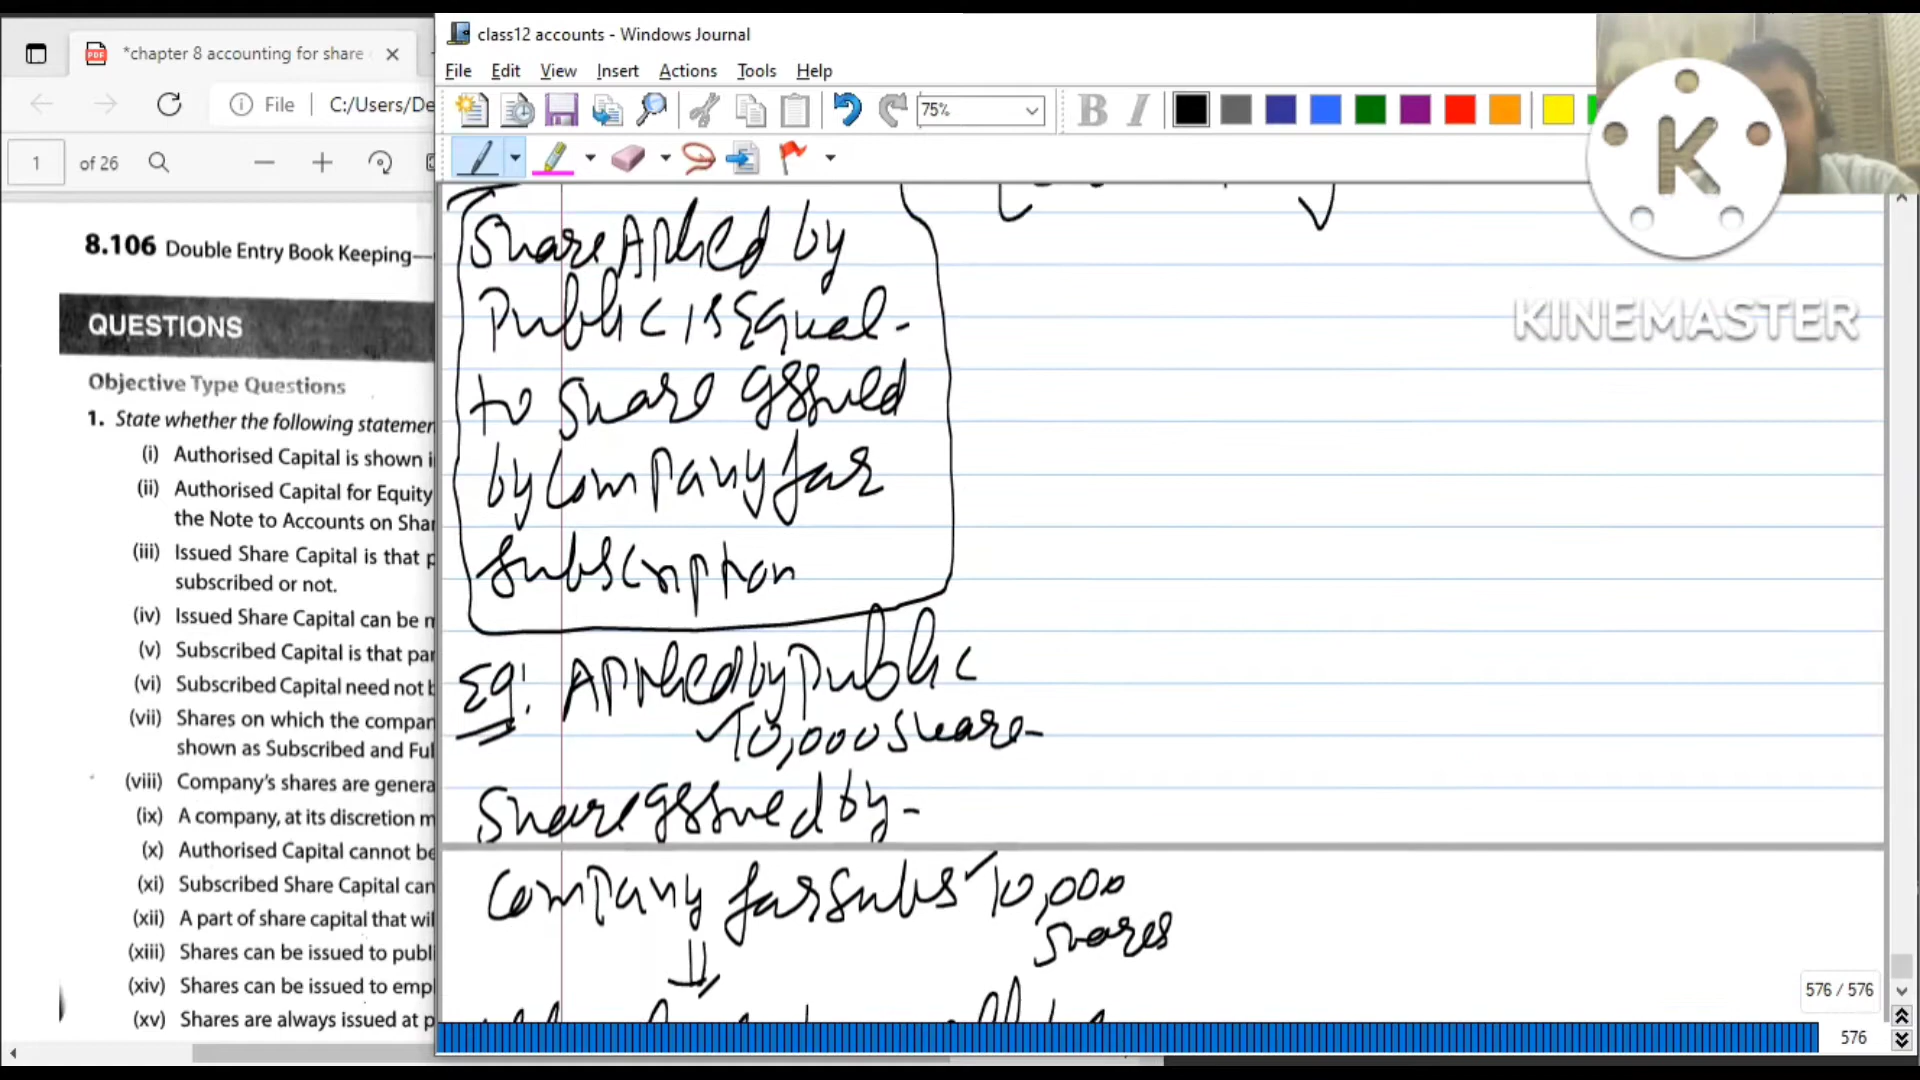 *chapter 8 accounting for share
class12 accounts - Windows Journal
File Edit View Insert Actions Tools Help
File C:/Users/De
75%
B I
1 of 26
K
KINEMASTER
8.106 Double Entry Book Keeping—
QUESTIONS
Objective Type Questions
1. State whether the following statemen
(i) Authorised Capital is shown i
(ii) Authorised Capital for Equity
the Note to Accounts on Shar
(iii) Issued Share Capital is that p
subscribed or not.
(iv) Issued Share Capital can be m
(v) Subscribed Capital is that par
(vi) Subscribed Capital need not b
(vii) Shares on which the compan
shown as Subscribed and Ful
(viii) Company's shares are genera
(ix) A company, at its discretion m
(x) Authorised Capital cannot be
(xi) Subscribed Share Capital can
(xii) A part of share capital that wil
(xiii) Shares can be issued to publi
(xiv) Shares can be issued to empl
(xv) Shares are always issued at p
Share Applied by
Public is Equal-
to share Issued
by Company for
Subscription
Eg: Applied by Public
10,000 Share-
Share Issued by-
Company for Subs 10,000
shares
576 / 576
576